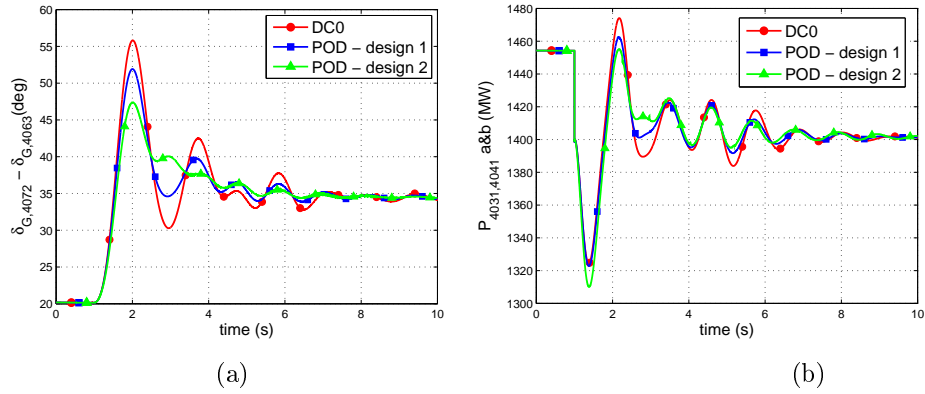 60
55
50
45
40
35
30
25
20
0 2 4 6 8 10
time (s)
δG,4072 − δG,4063(deg)
DC0
POD − design 1
POD − design 2
(a)
1480
1460
1440
1420
1400
1380
1360
1340
1320
1300
0 2 4 6 8 10
time (s)
P4031,4041 a&b (MW)
DC0
POD − design 1
POD − design 2
(b)